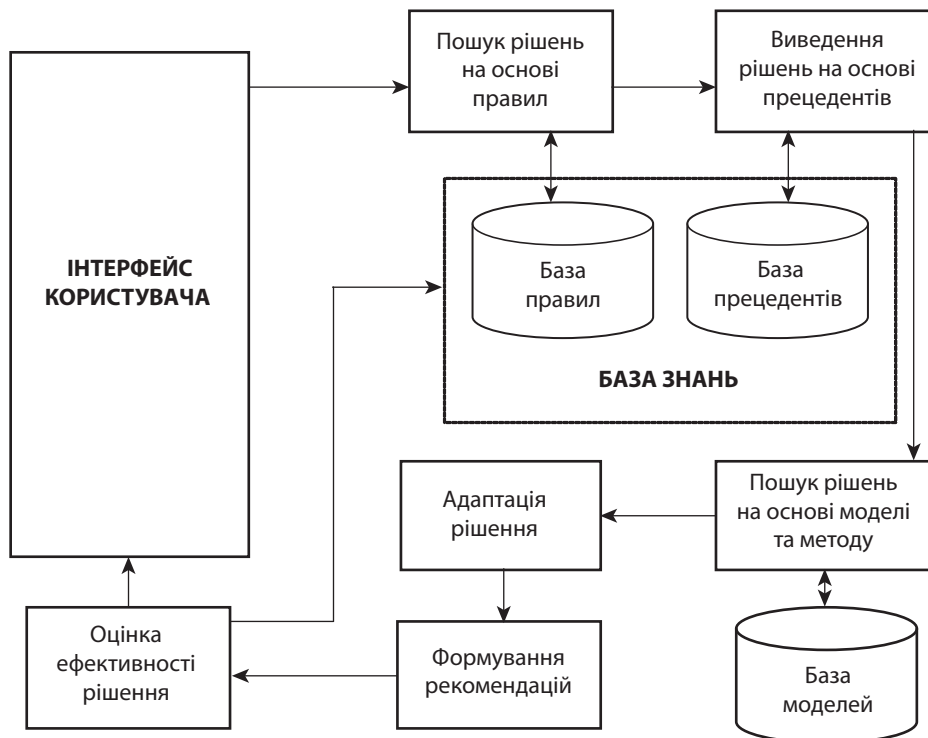 Пошук рішень
на основі
правил
Виведення
рішень на основі
прецедентів
ІНТЕРФЕЙС
КОРИСТУВАЧА
База
правил
База
прецедентів
БАЗА ЗНАНЬ
Адаптація
рішення
Пошук рішень
на основі моделі
та методу
Оцінка
ефективності
рішення
Формування
рекомендацій
База
моделей